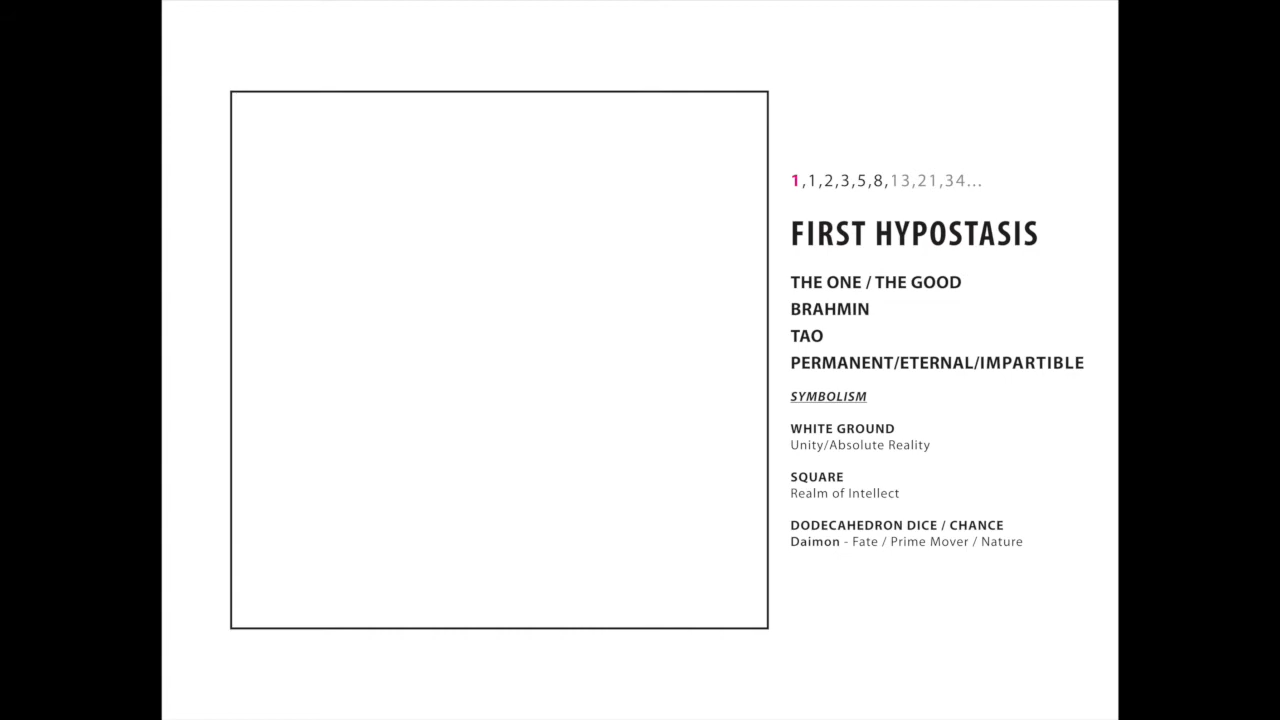 1,1,2,3,5,8,13,21,34...
FIRST HYPOSTASIS
THE ONE / THE GOOD
BRAHMIN
TAO
PERMANENT/ETERNAL/IMPARTIBLE
SYMBOLISM
WHITE GROUND
Unity/Absolute Reality
SQUARE
Realm of Intellect
DODECAHEDRON DICE / CHANCE
Daimon - Fate / Prime Mover / Nature